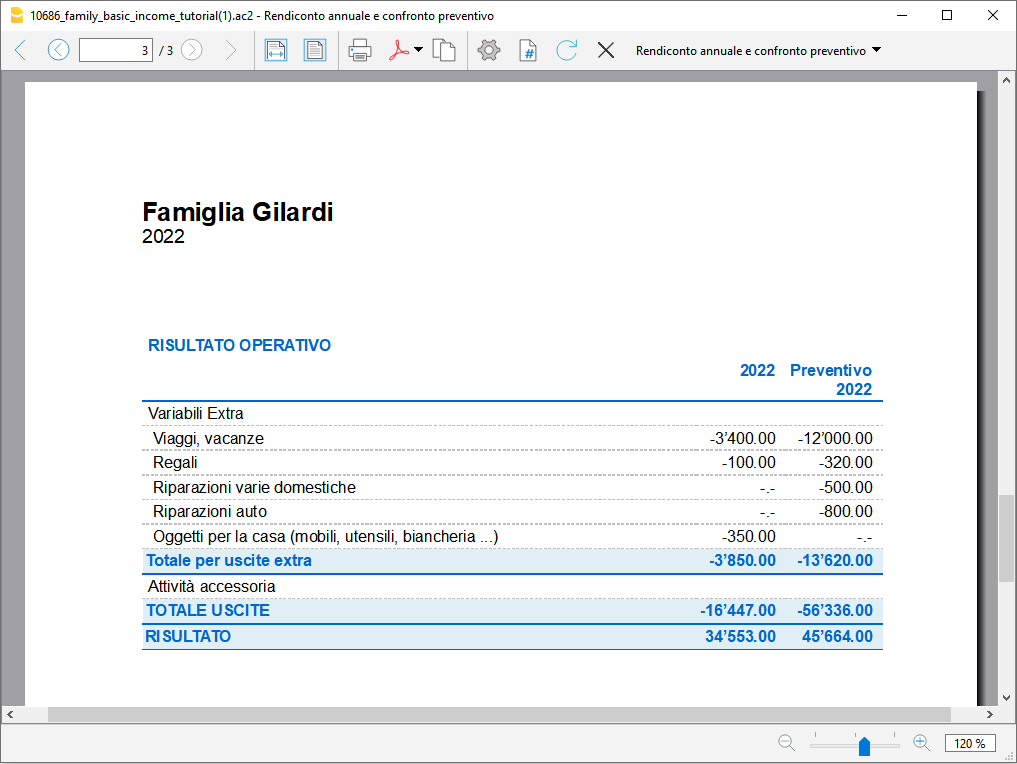 10686_family_basic_income_tutorial(1).ac2 - Rendiconto annuale e confronto preventivo
3 / 3 # Rendiconto annuale e confronto preventivo
Famiglia Gilardi
2022
RISULTATO OPERATIVO
2022 Preventivo
2022
Variabili Extra
Viaggi, vacanze -3’400.00 -12’000.00
Regali -100.00 -320.00
Riparazioni varie domestiche -.- -500.00
Riparazioni auto -.- -800.00
Oggetti per la casa (mobili, utensili, biancheria ...) -350.00 -.-
Totale per uscite extra -3’850.00 -13’620.00
Attività accessoria
TOTALE USCITE -16’447.00 -56’336.00
RISULTATO 34’553.00 45’664.00
120 %